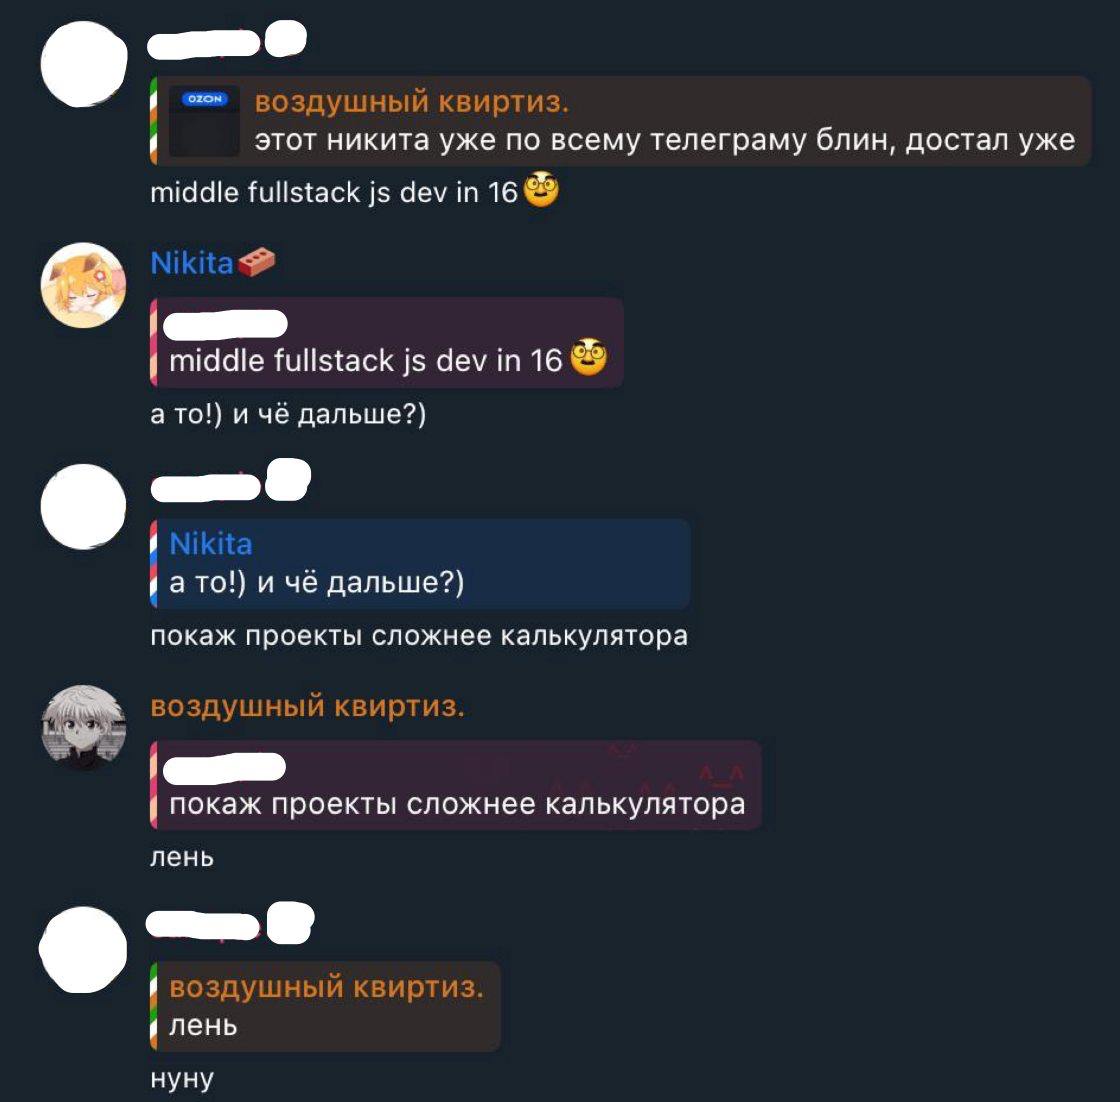 OZON
воздушный квиртиз.
этот никита уже по всему телеграму блин, достал уже
middle fullstack js dev in 16🥸
Nikita🧱
middle fullstack js dev in 16 🥸
а то!) и чё дальше?)
Nikita
а то!) и чё дальше?)
покаж проекты сложнее калькулятора
воздушный квиртиз.
покаж проекты сложнее калькулятора
лень
воздушный квиртиз.
лень
нуну